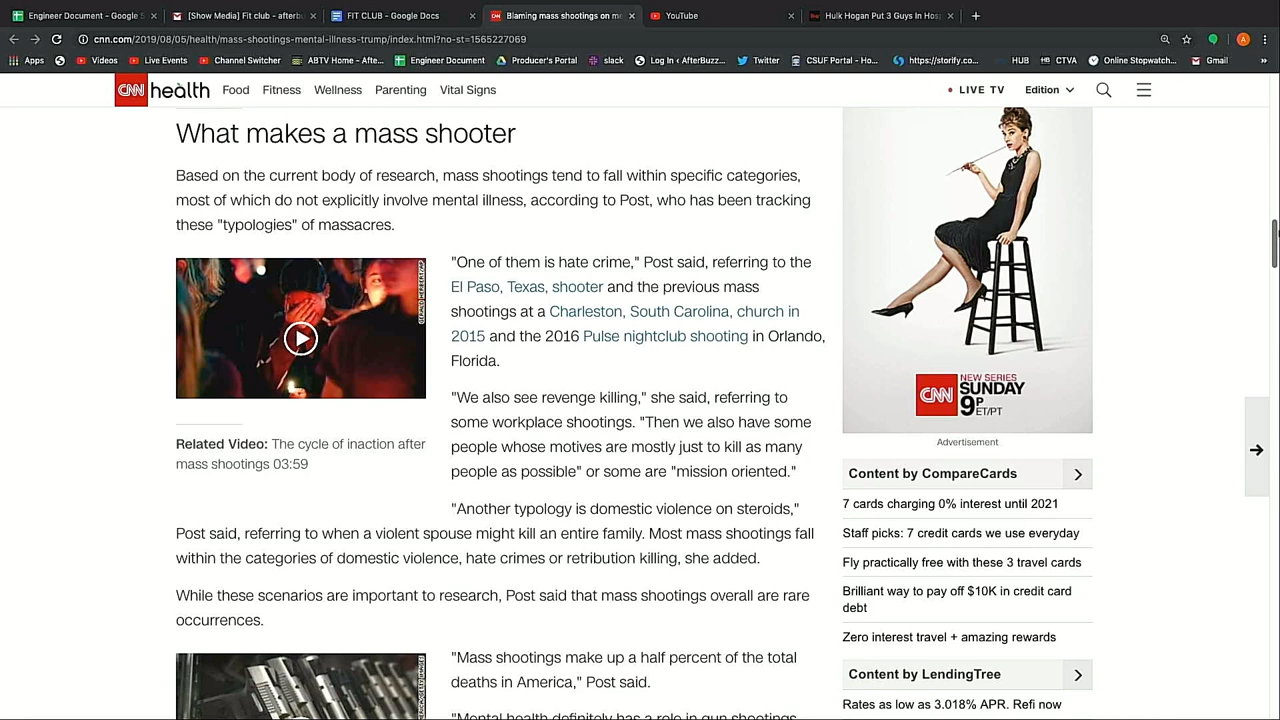 Engineer Document - Google S
[Show Media] Fit club - afterbu
FIT CLUB - Google Docs
Blaming mass shootings on me
YouTube
Hulk Hogan Put 3 Guys In Hos
cnn.com/2019/08/05/health/mass-shootings-mental-illness-trump/index.html?no-st=1565227069
A
Apps
Videos
Live Events
Channel Switcher
ABTV Home - Afte...
Engineer Document
Producer's Portal
slack
Log In ‹ AfterBuzz...
Twitter
CSUF Portal - Ho...
https://storify.co...
HUB
CTVA
Online Stopwatch...
Gmail
»
CNN health
Food
Fitness
Wellness
Parenting
Vital Signs
LIVE TV
Edition
What makes a mass shooter
Based on the current body of research, mass shootings tend to fall within specific categories,
most of which do not explicitly involve mental illness, according to Post, who has been tracking
these "typologies" of massacres.
"One of them is hate crime," Post said, referring to the
El Paso, Texas, shooter and the previous mass
shootings at a Charleston, South Carolina, church in
2015 and the 2016 Pulse nightclub shooting in Orlando,
Florida.
Related Video: The cycle of inaction after
mass shootings 03:59
"We also see revenge killing," she said, referring to
some workplace shootings. "Then we also have some
people whose motives are mostly just to kill as many
people as possible" or some are "mission oriented."
"Another typology is domestic violence on steroids,"
Post said, referring to when a violent spouse might kill an entire family. Most mass shootings fall
within the categories of domestic violence, hate crimes or retribution killing, she added.
While these scenarios are important to research, Post said that mass shootings overall are rare
occurrences.
"Mass shootings make up a half percent of the total
deaths in America," Post said.
"Mental health definitely has a role in gun shootings
CNN
NEW SERIES
SUNDAY
9P
ET/PT
Advertisement
Content by CompareCards
7 cards charging 0% interest until 2021
Staff picks: 7 credit cards we use everyday
Fly practically free with these 3 travel cards
Brilliant way to pay off $10K in credit card
debt
Zero interest travel + amazing rewards
Content by LendingTree
Rates as low as 3.018% APR. Refi now